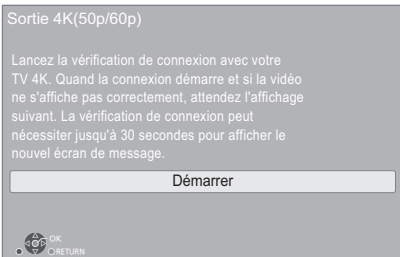 Sortie 4K(50p/60p)
Lancez la vérification de connexion avec votre
TV 4K. Quand la connexion démarre et si la vidéo
ne s'affiche pas correctement, attendez l'affichage
suivant. La vérification de connexion peut
nécessiter jusqu'à 30 secondes pour afficher le
nouvel écran de message.
Démarrer
OK
RETURN